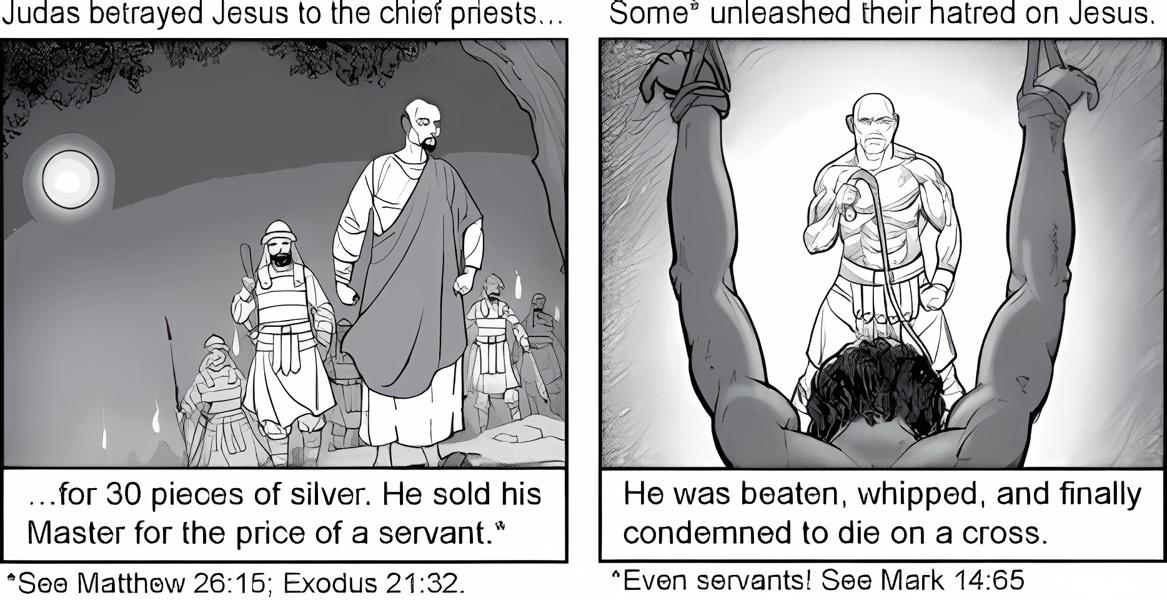 Judas betrayed Jesus to the chief priests...
...for 30 pieces of silver. He sold his
Master for the price of a servant.*
*See Matthew 26:15; Exodus 21:32.
Some* unleashed their hatred on Jesus.
He was beaten, whipped, and finally
condemned to die on a cross.
*Even servants! See Mark 14:65